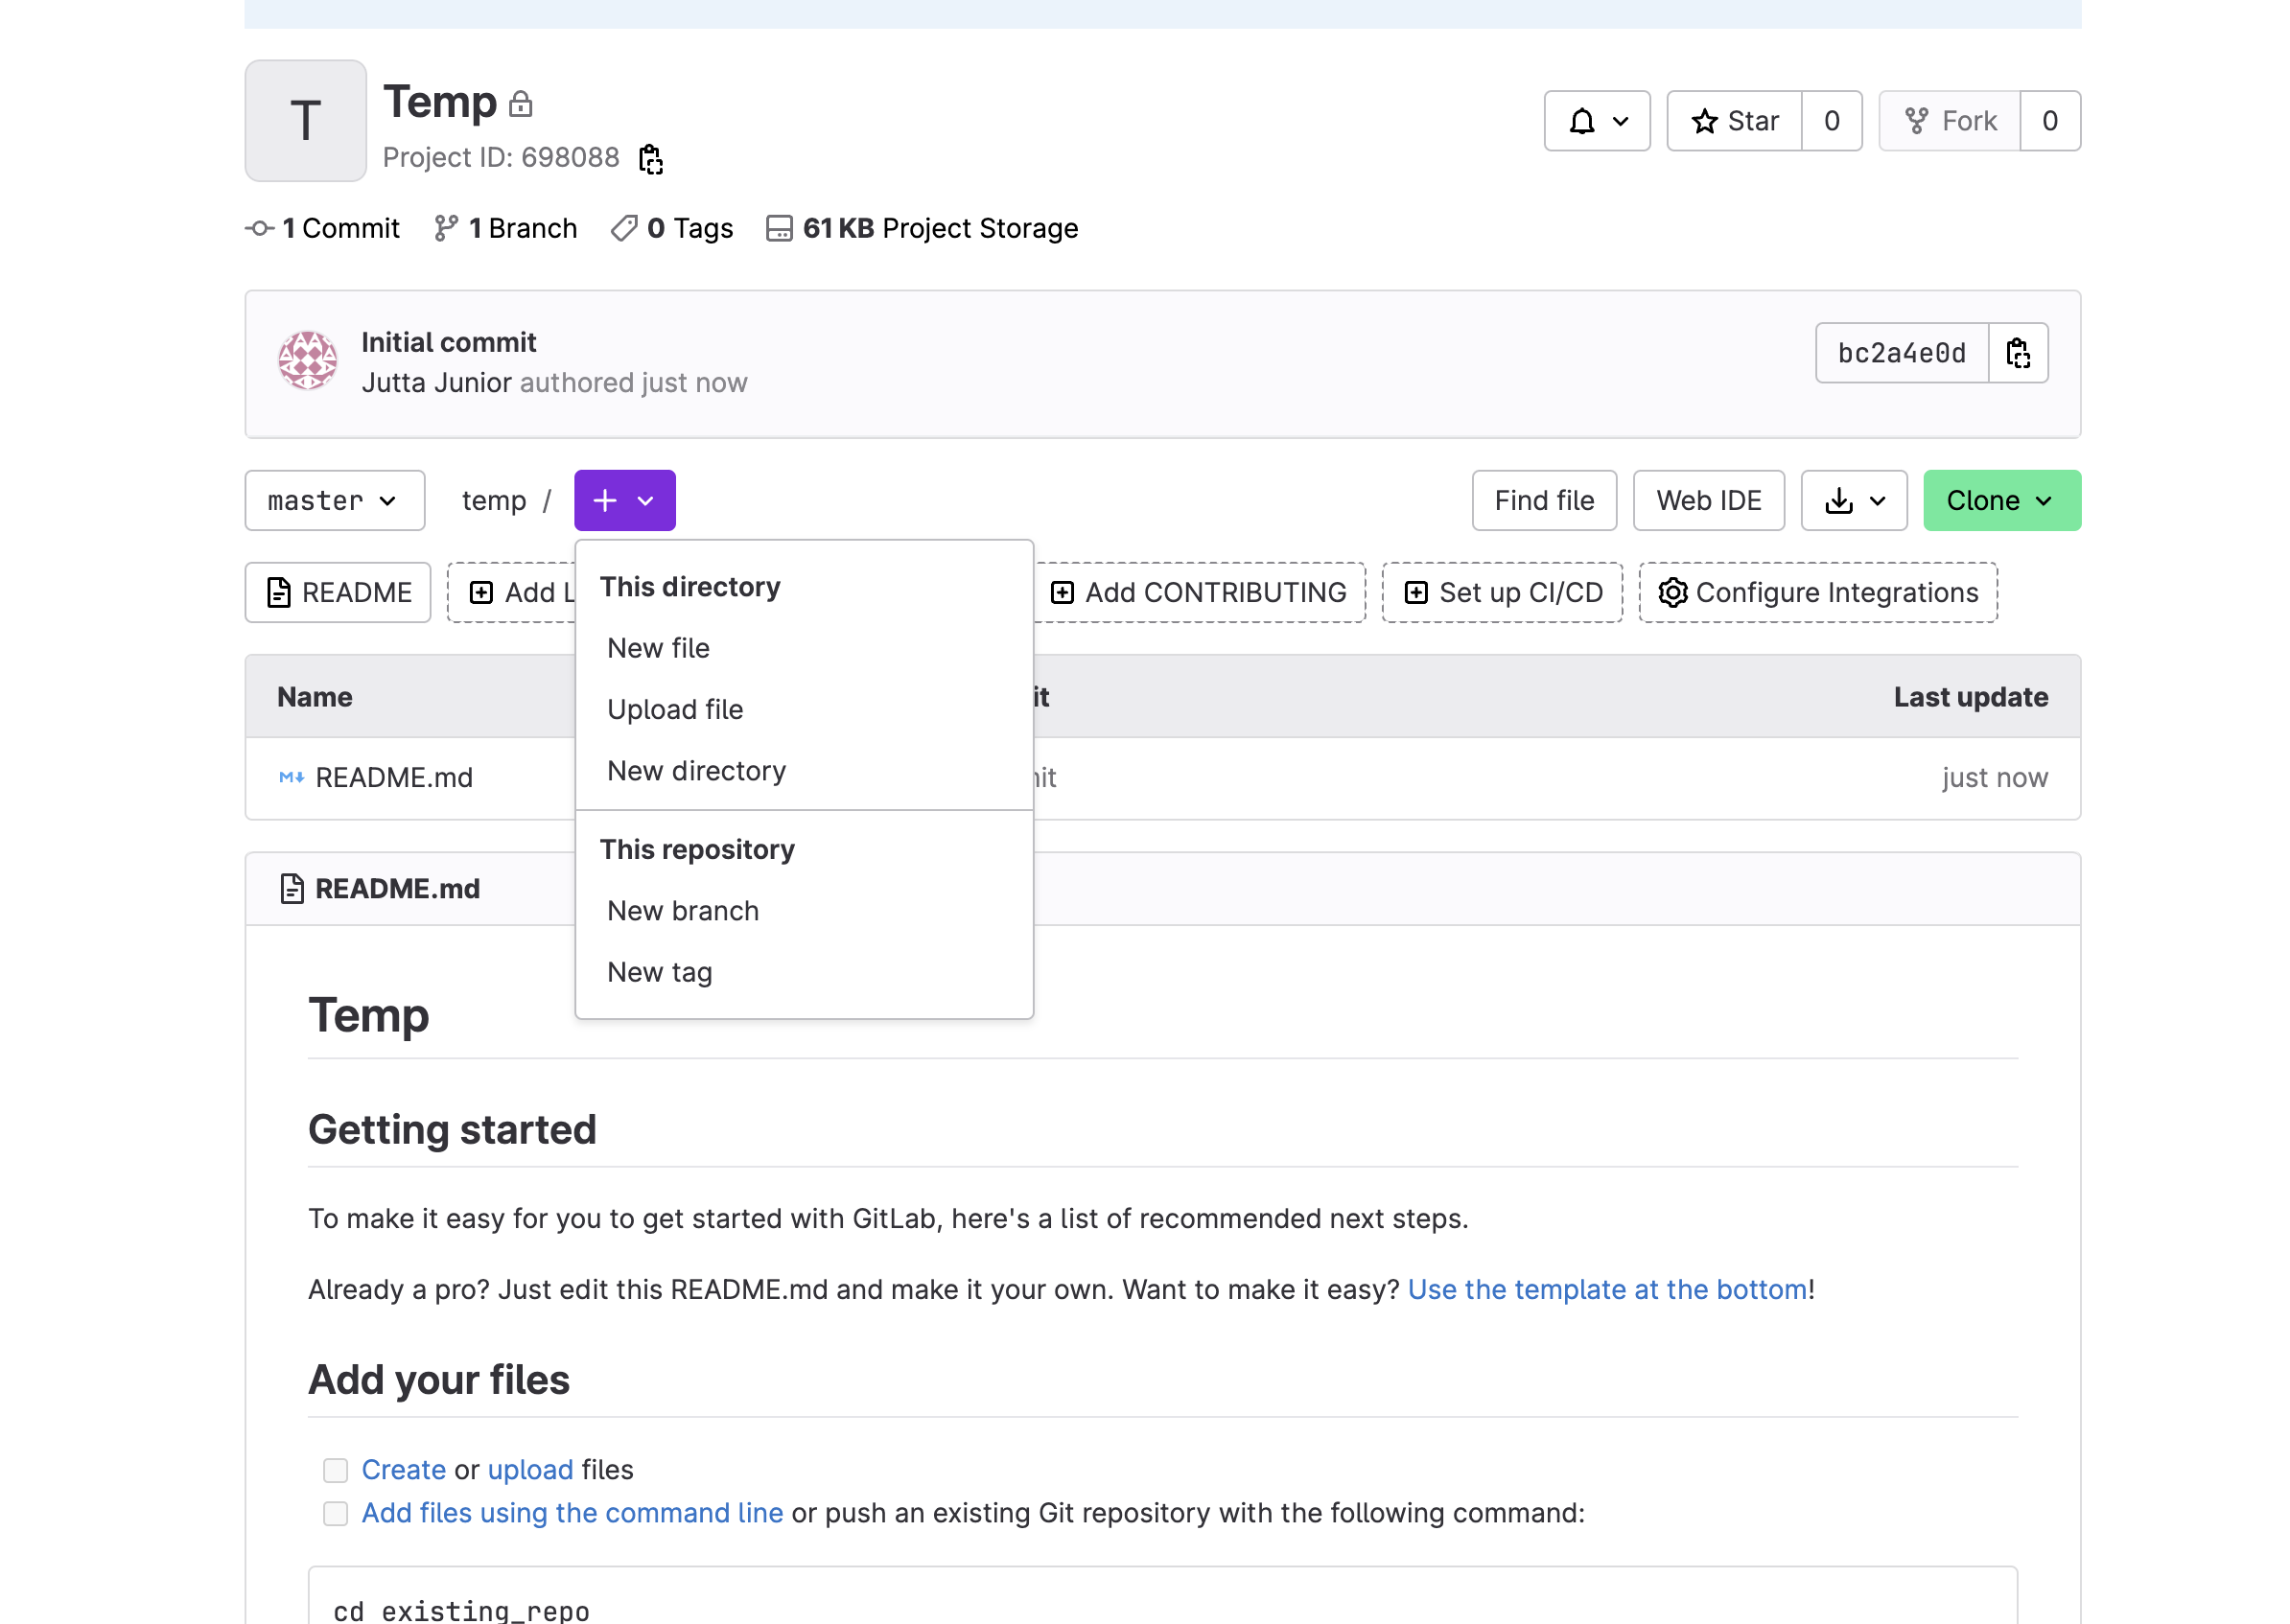 T
Temp
Project ID: 698088
Star 0
Fork 0
1 Commit 1 Branch 0 Tags 61 KB Project Storage
Initial commit
Jutta Junior authored just now
bc2a4e0d
master temp / + Find file Web IDE Clone
README Add Add CONTRIBUTING Set up CI/CD Configure Integrations
This directory
New file
Upload file
New directory
This repository
New branch
New tag
Name Last update
README.md just now
README.md
Temp
Getting started
To make it easy for you to get started with GitLab, here's a list of recommended next steps.
Already a pro? Just edit this README.md and make it your own. Want to make it easy? Use the template at the bottom!
Add your files
Create or upload files
Add files using the command line or push an existing Git repository with the following command:
cd existing_repo